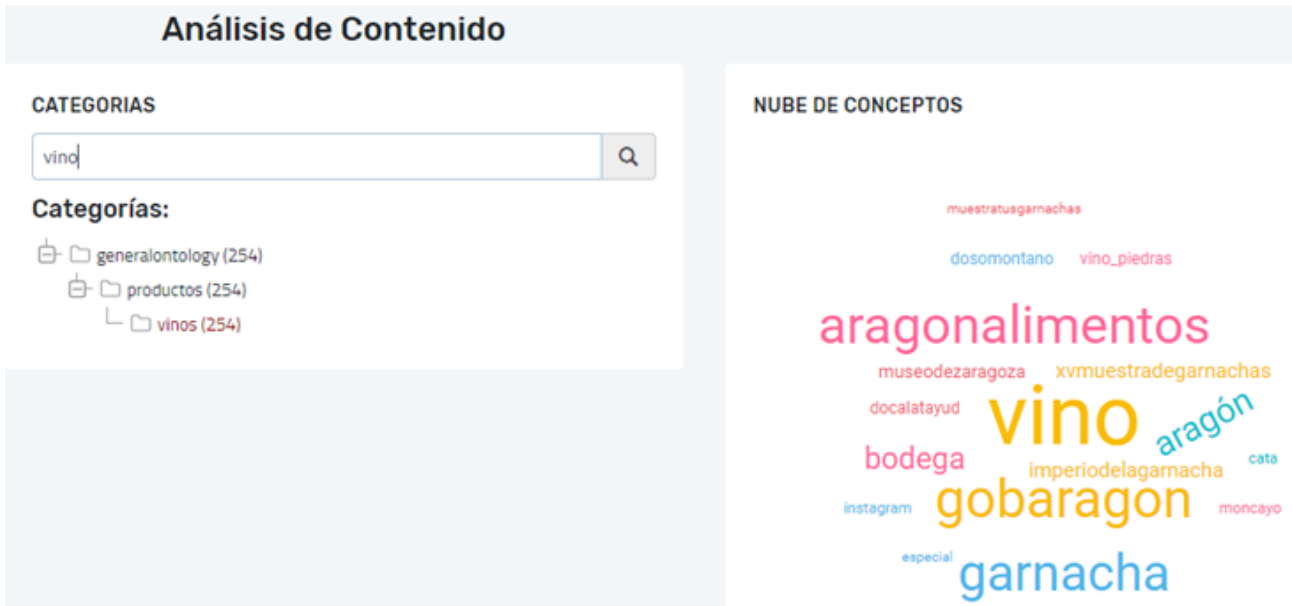 Análisis de Contenido
CATEGORIAS
vino
Categorías:
generalontology (254)
productos (254)
vinos (254)
NUBE DE CONCEPTOS
muestratusgarnachas
dosomontano vino_piedras
aragonalimentos
museodezaragoza xvmuestradegarnachas
docalatayud vino aragón
bodega imperiodelagarnacha cata
instagram gobaragon moncayo
especial garnacha